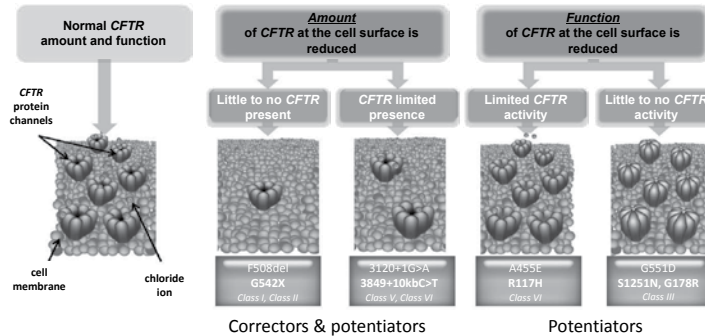 Normal CFTR
amount and function
CFTR
protein
channels
cell
membrane
chloride
ion
Amount
of CFTR at the cell surface is
reduced
Little to no CFTR
present
CFTR limited
presence
F508del
G542X
Class I, Class II
3120+1G>A
3849+10kbC>T
Class V, Class VI
Correctors & potentiators
Function
of CFTR at the cell surface is
reduced
Limited CFTR
activity
Little to no CFTR
activity
A455E
R117H
Class VI
G551D
S1251N, G178R
Class III
Potentiators